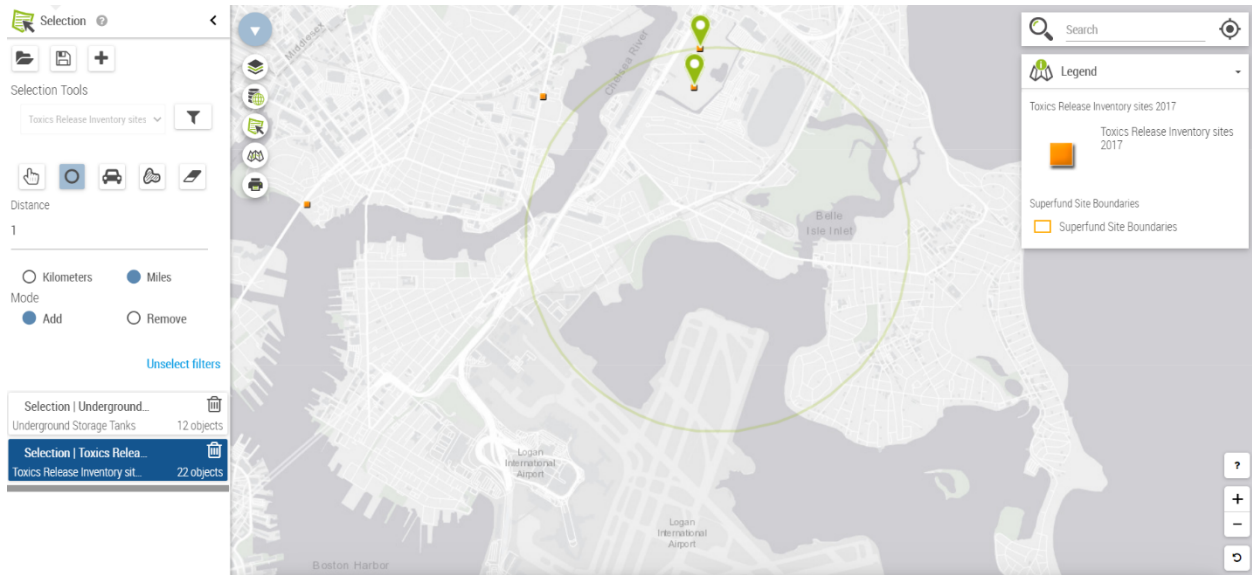 Selection ?
Selection Tools
Toxics Release Inventory sites
Distance
1
Kilometers
Miles
Mode
Add
Remove
Unselect filters
Selection | Underground...
Underground Storage Tanks 12 objects
Selection | Toxics Relea...
Toxics Release Inventory sit... 22 objects
Middlesex
Chelsea River
Belle
Isle Inlet
Logan
International
Airport
Logan
International
Airport
Boston Harbor
Search
Legend
Toxics Release Inventory sites 2017
Toxics Release Inventory sites
2017
Superfund Site Boundaries
Superfund Site Boundaries
?
+
−